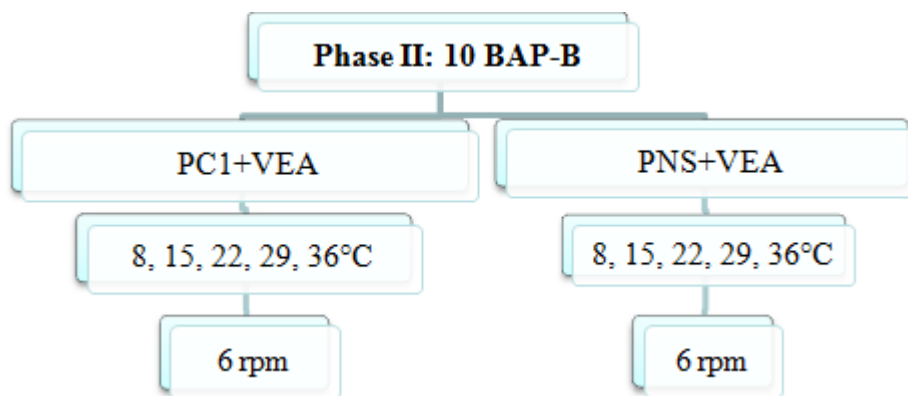 Phase II: 10 BAP-B
PC1+VEA
PNS+VEA
8, 15, 22, 29, 36°C
8, 15, 22, 29, 36°C
6 rpm
6 rpm